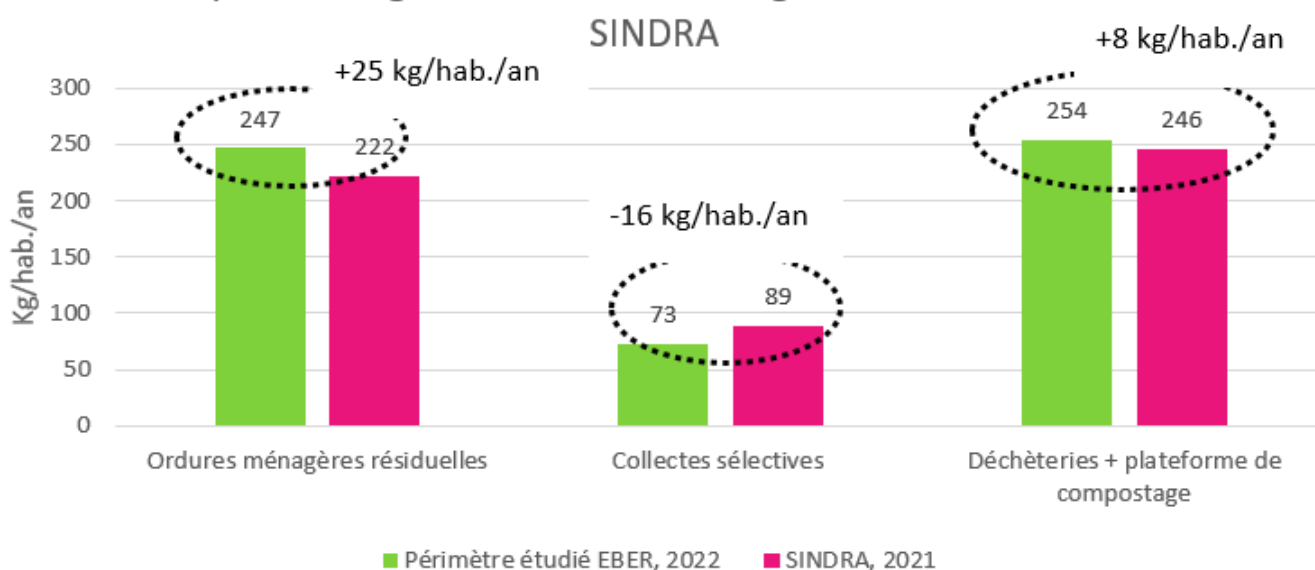 SINDRA
+25 kg/hab./an
+8 kg/hab./an
-16 kg/hab./an
Kg/hab./an
300
250
200
150
100
50
0
247
222
73
89
254
246
Ordures ménagères résiduelles
Collectes sélectives
Déchèteries + plateforme de
compostage
Périmètre étudié EBER, 2022
SINDRA, 2021